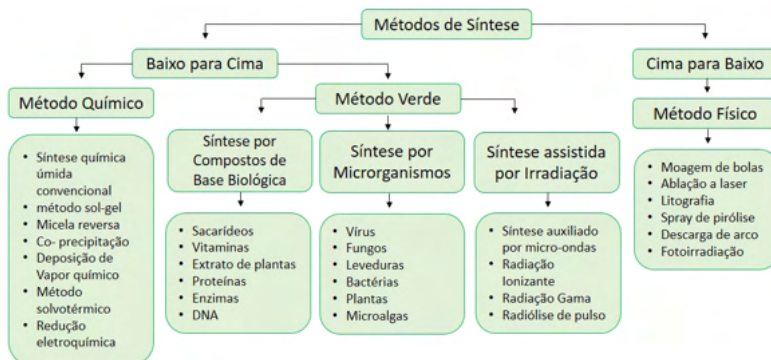 Métodos de Síntese
Baixo para Cima
Cima para Baixo
Método Químico
Método Verde
Método Físico
• Síntese química
úmida
convencional
• método sol-gel
• Micela reversa
• Co- precipitação
• Deposição de
Vapor químico
• Método
solvotérmico
• Redução
eletroquímica
Síntese por
Compostos de
Base Biológica
• Sacarídeos
• Vitaminas
• Extrato de plantas
• Proteínas
• Enzimas
• DNA
Síntese por
Microrganismos
• Vírus
• Fungos
• Leveduras
• Bactérias
• Plantas
• Microalgas
Síntese assistida
por Irradiação
• Síntese auxiliado
por micro-ondas
• Radiação
Ionizante
• Radiação Gama
• Radiólise de pulso
• Moagem de bolas
• Ablação a laser
• Litografia
• Spray de pirólise
• Descarga de arco
• Fotoirradiação